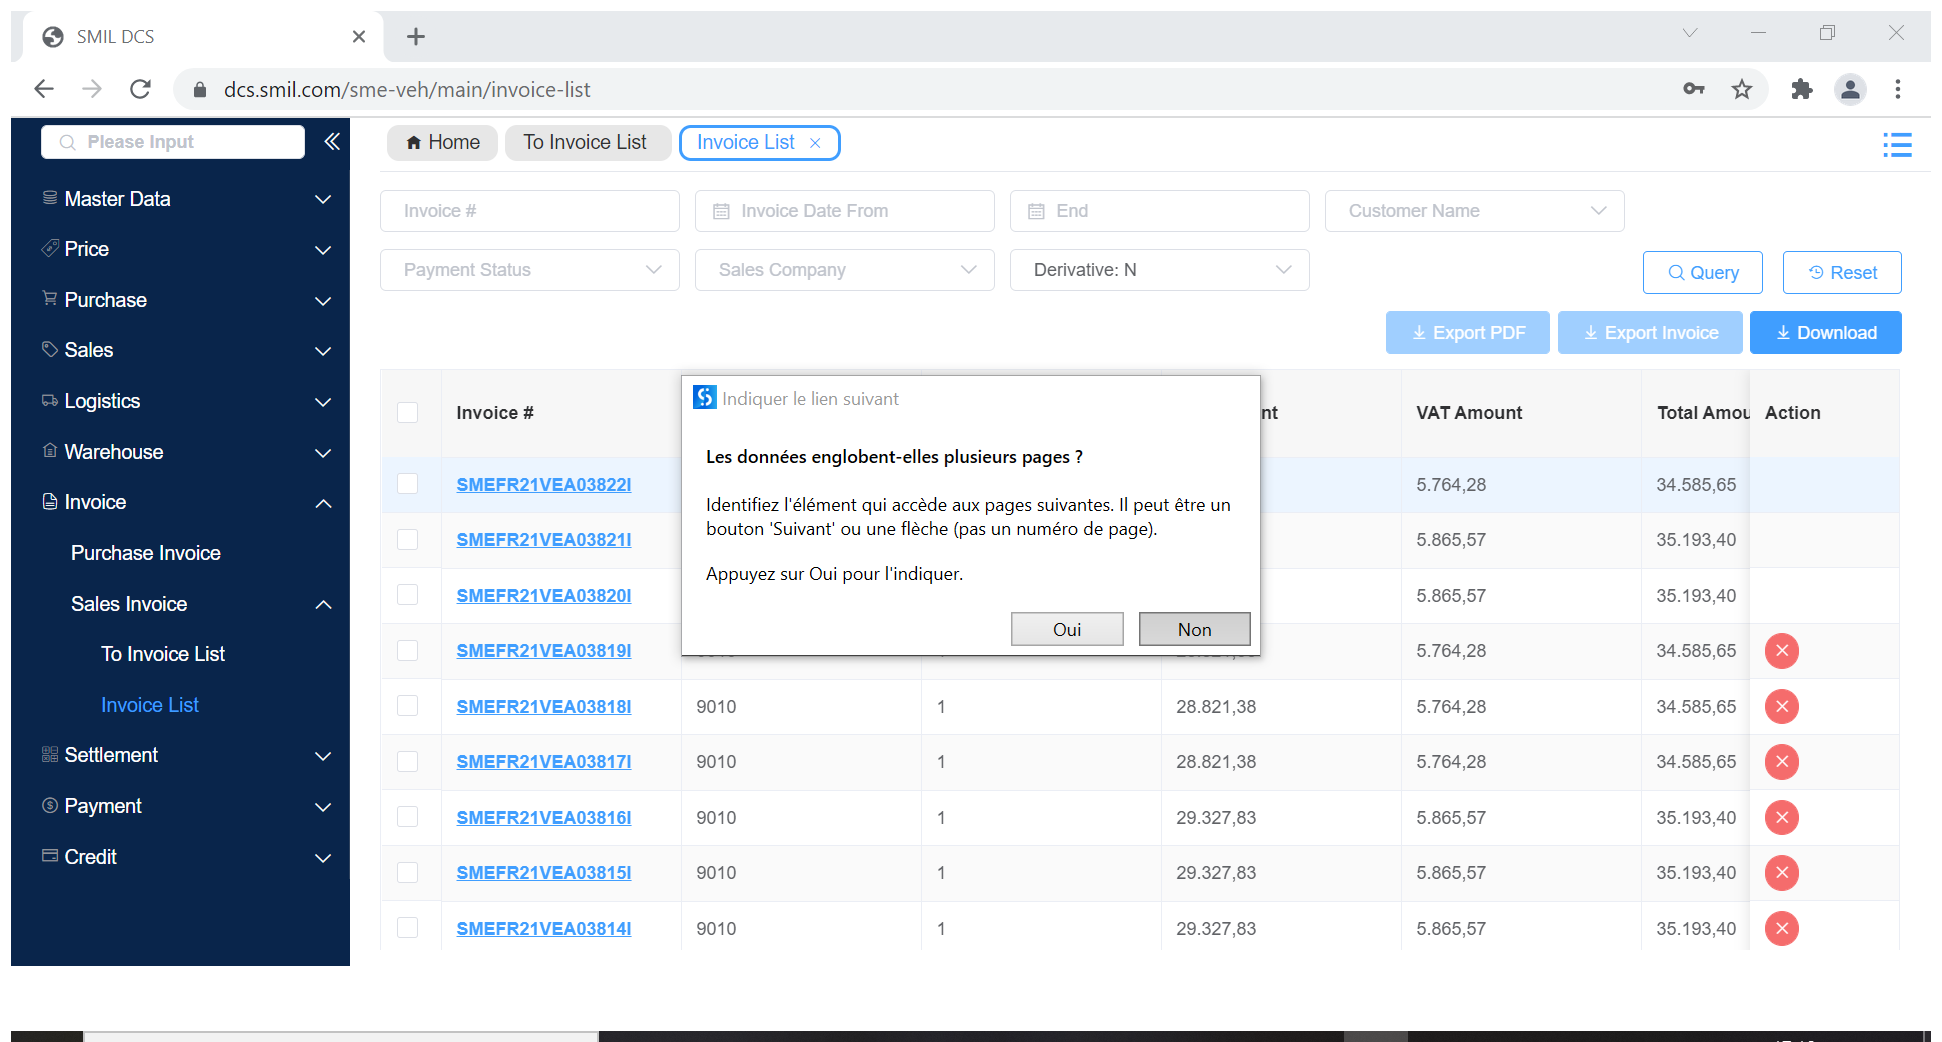 SMIL DCS
dcs.smil.com/sme-veh/main/invoice-list
Please Input
Home
To Invoice List
Invoice List
Master Data
Price
Purchase
Sales
Logistics
Warehouse
Invoice
Purchase Invoice
Sales Invoice
To Invoice List
Invoice List
Settlement
Payment
Credit
Invoice #
Invoice Date From
End
Customer Name
Payment Status
Sales Company
Derivative: N
Query
Reset
Export PDF
Export Invoice
Download
Invoice #
nt
VAT Amount
Total Amou
Action
SMEFR21VEA03822I 5.764,28 34.585,65
SMEFR21VEA03821I 5.865,57 35.193,40
SMEFR21VEA03820I 5.865,57 35.193,40
SMEFR21VEA03819I 5.764,28 34.585,65
SMEFR21VEA03818I 9010 1 28.821,38 5.764,28 34.585,65
SMEFR21VEA03817I 9010 1 28.821,38 5.764,28 34.585,65
SMEFR21VEA03816I 9010 1 29.327,83 5.865,57 35.193,40
SMEFR21VEA03815I 9010 1 29.327,83 5.865,57 35.193,40
SMEFR21VEA03814I 9010 1 29.327,83 5.865,57 35.193,40
Indiquer le lien suivant
Les données englobent-elles plusieurs pages ?
Identifiez l'élément qui accède aux pages suivantes. Il peut être un
bouton 'Suivant' ou une flèche (pas un numéro de page).
Appuyez sur Oui pour l'indiquer.
Oui
Non